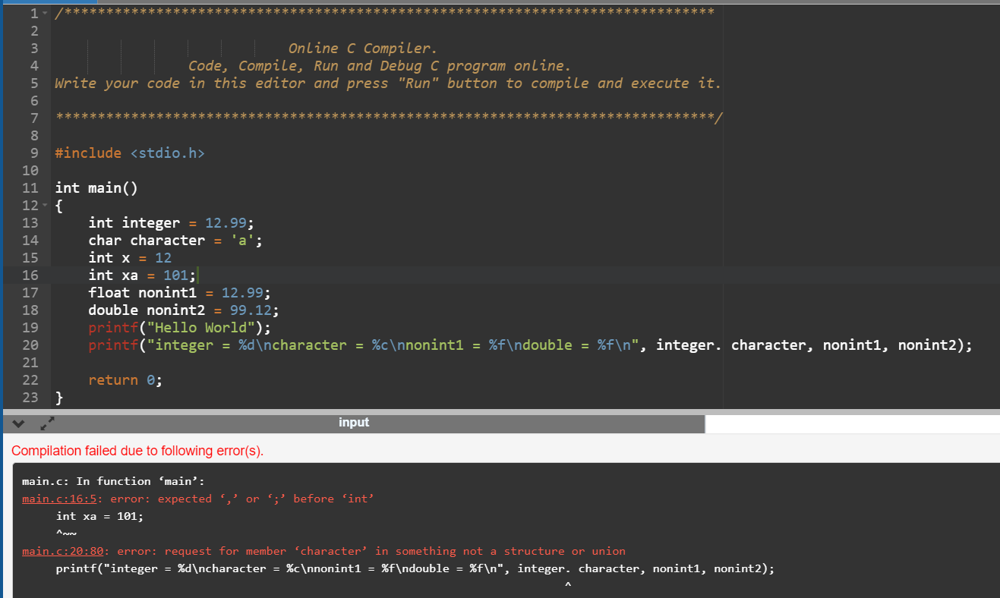 1 /******************************************************************************
2
3 Online C Compiler.
4 Code, Compile, Run and Debug C program online.
5 Write your code in this editor and press "Run" button to compile and execute it.
6
7 *******************************************************************************/
8
9 #include <stdio.h>
10
11 int main()
12 {
13 int integer = 12.99;
14 char character = 'a';
15 int x = 12
16 int xa = 101;
17 float nonint1 = 12.99;
18 double nonint2 = 99.12;
19 printf("Hello World");
20 printf("integer = %d\ncharacter = %c\nnonint1 = %f\ndouble = %f\n", integer. character, nonint1, nonint2);
21
22 return 0;
23 }
input
Compilation failed due to following error(s).
main.c: In function ‘main’:
main.c:16:5: error: expected ‘,’ or ‘;’ before ‘int’
int xa = 101;
^~~
main.c:20:80: error: request for member ‘character’ in something not a structure or union
printf("integer = %d\ncharacter = %c\nnonint1 = %f\ndouble = %f\n", integer. character, nonint1, nonint2);
^